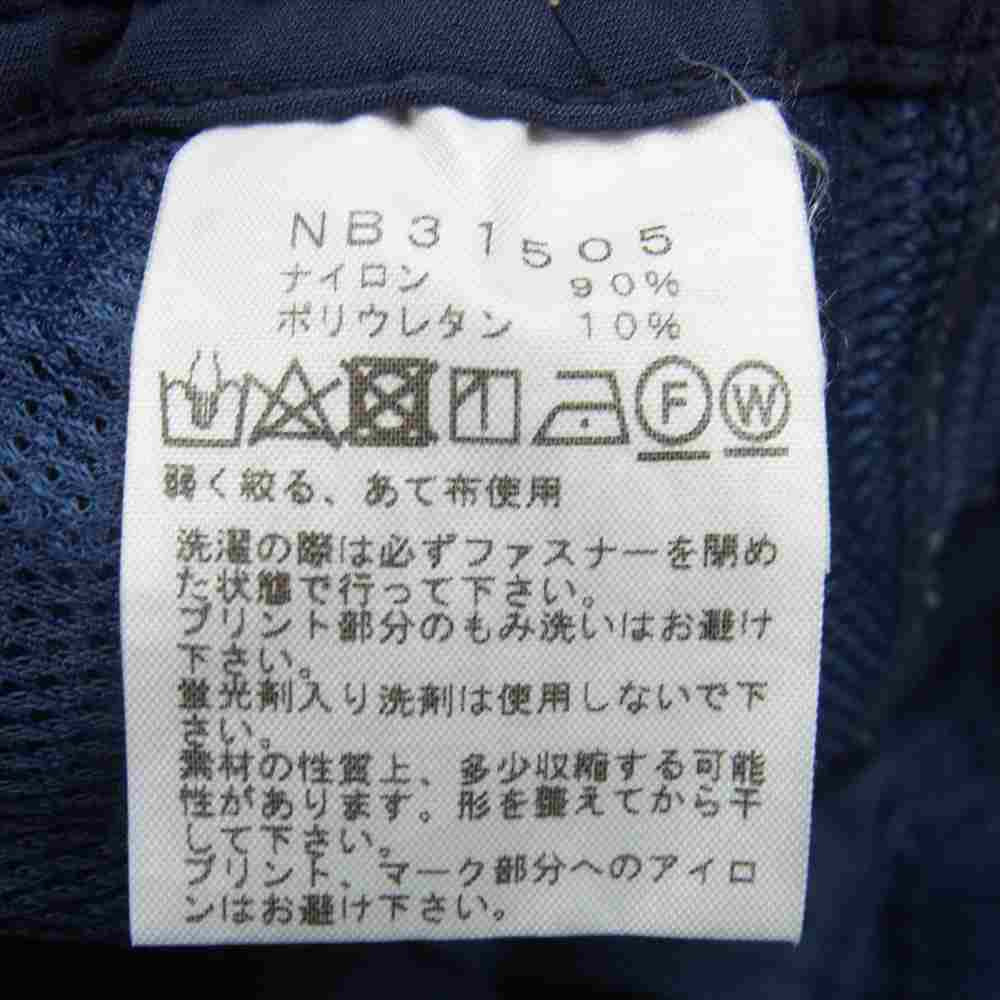 NB31505
ナイロン 90%
ポリウレタン 10%
F W
弱く絞る、あて布使用
洗濯の際は必ずファスナーを閉め
た状態で行って下さい。
プリント部分のもみ洗いはお避け
下さい。
蛍光剤入り洗剤は使用しないで下
さい。
素材の性質上、多少収縮する可能
性があります。形を整えてから干
して下さい。
プリント、マーク部分へのアイロ
ンはお避け下さい。